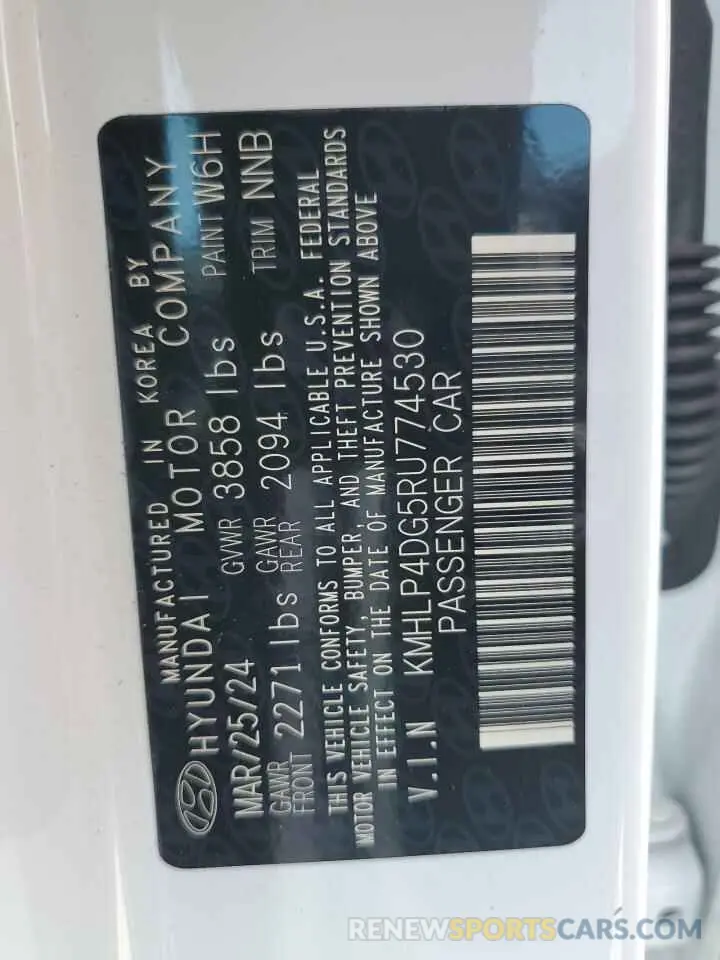 MANUFACTURED IN KOREA BY
HYUNDAI MOTOR COMPANY
MAR/25/24 GVWR 3858 lbs PAINT W6H
GAWR FRONT 2271 lbs GAWR REAR 2094 lbs TRIM NNB
THIS VEHICLE CONFORMS TO ALL APPLICABLE U.S.A. FEDERAL
MOTOR VEHICLE SAFETY, BUMPER, AND THEFT PREVENTION STANDARDS
IN EFFECT ON THE DATE OF MANUFACTURE SHOWN ABOVE
V.I.N KMHLP4DG5RU774530
PASSENGER CAR
RENEWSPORTSCARS.COM